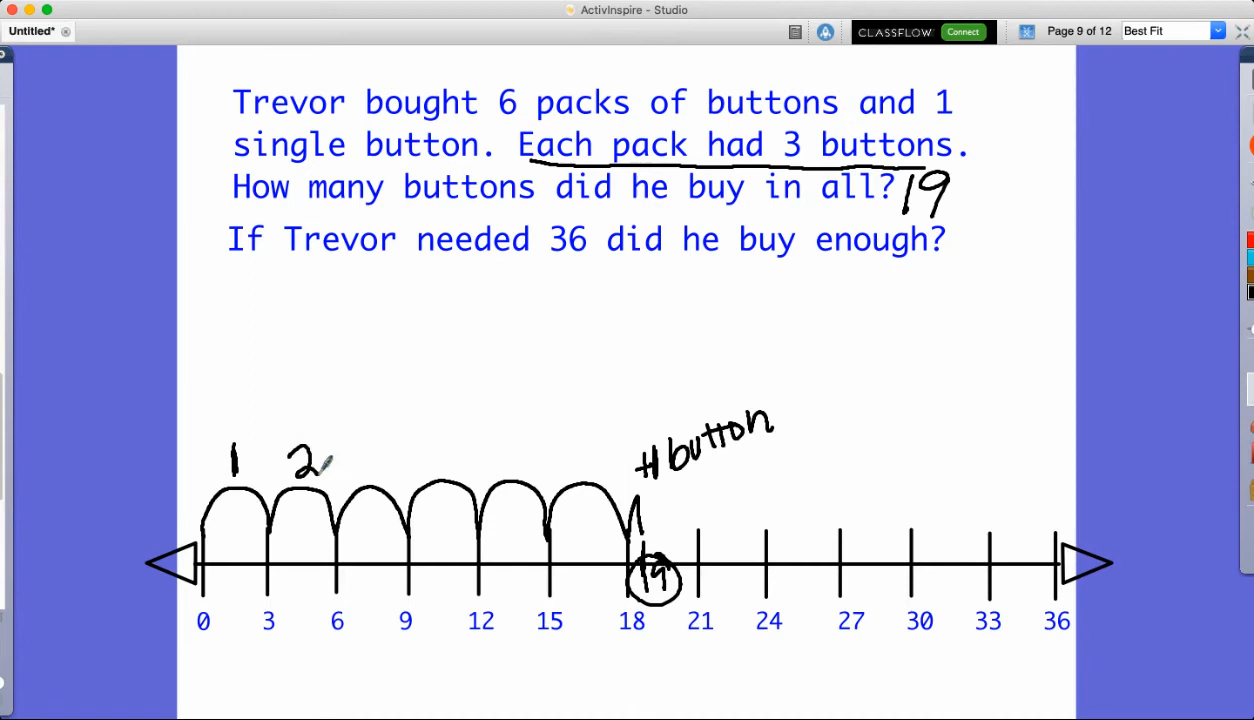 ActivInspire - Studio
Untitled*
CLASSFLOW Connect
Page 9 of 12
Best Fit
Trevor bought 6 packs of buttons and 1
single button. Each pack had 3 buttons.
How many buttons did he buy in all? 19
If Trevor needed 36 did he buy enough?
+1 button
1 2
19
0 3 6 9 12 15 18 21 24 27 30 33 36